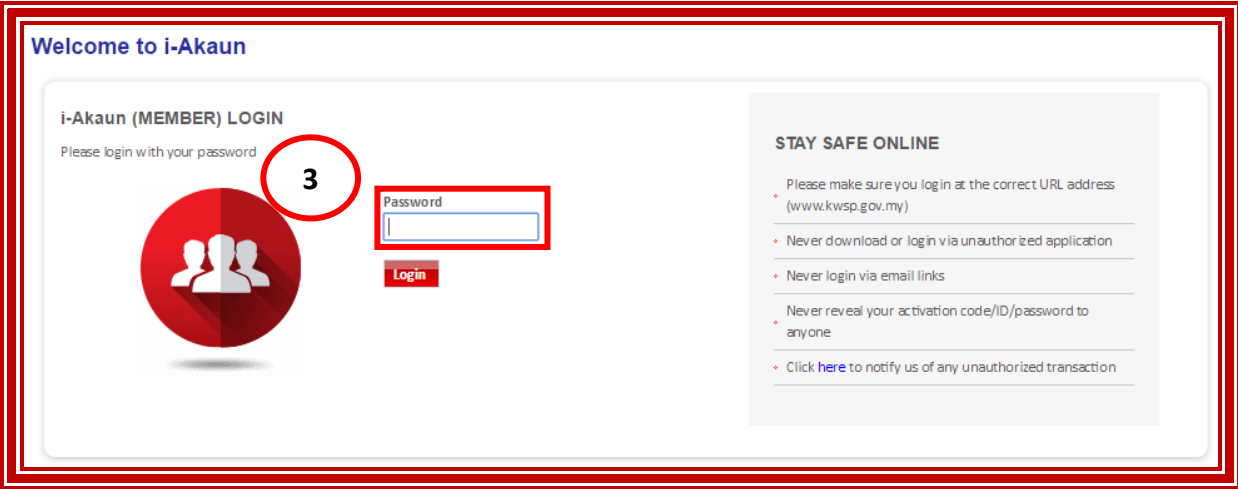 Welcome to i-Akaun
i-Akaun (MEMBER) LOGIN
Please login with your password
3
Password
Login
STAY SAFE ONLINE
Please make sure you login at the correct URL address
(www.kwsp.gov.my)
Never download or login via unauthorized application
Never login via email links
Never reveal your activation code/ID/password to
anyone
Click here to notify us of any unauthorized transaction